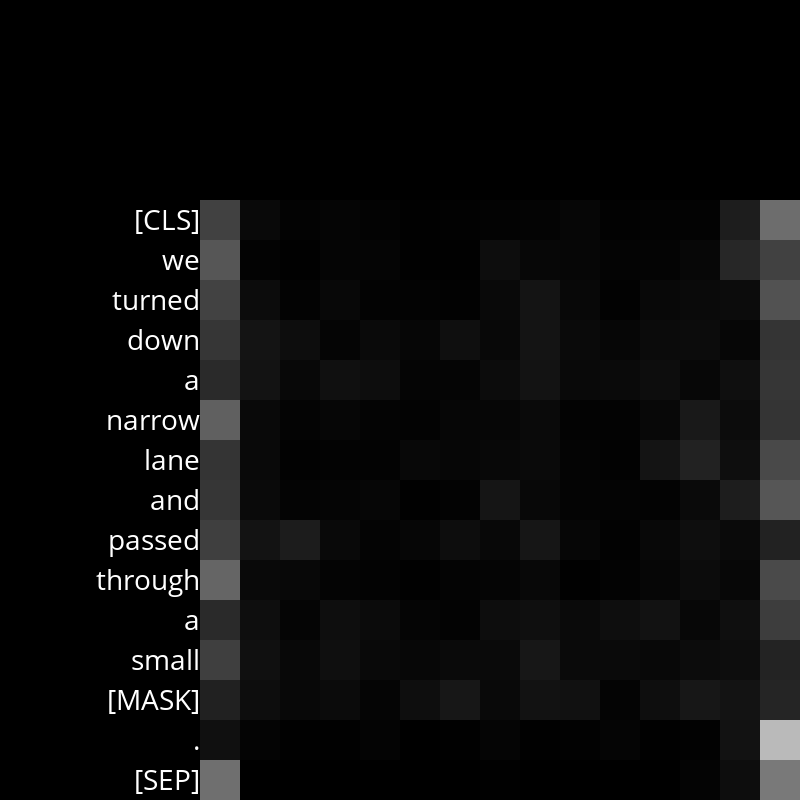 [CLS]
we
turned
down
a
narrow
lane
and
passed
through
a
small
[MASK]
.
[SEP]